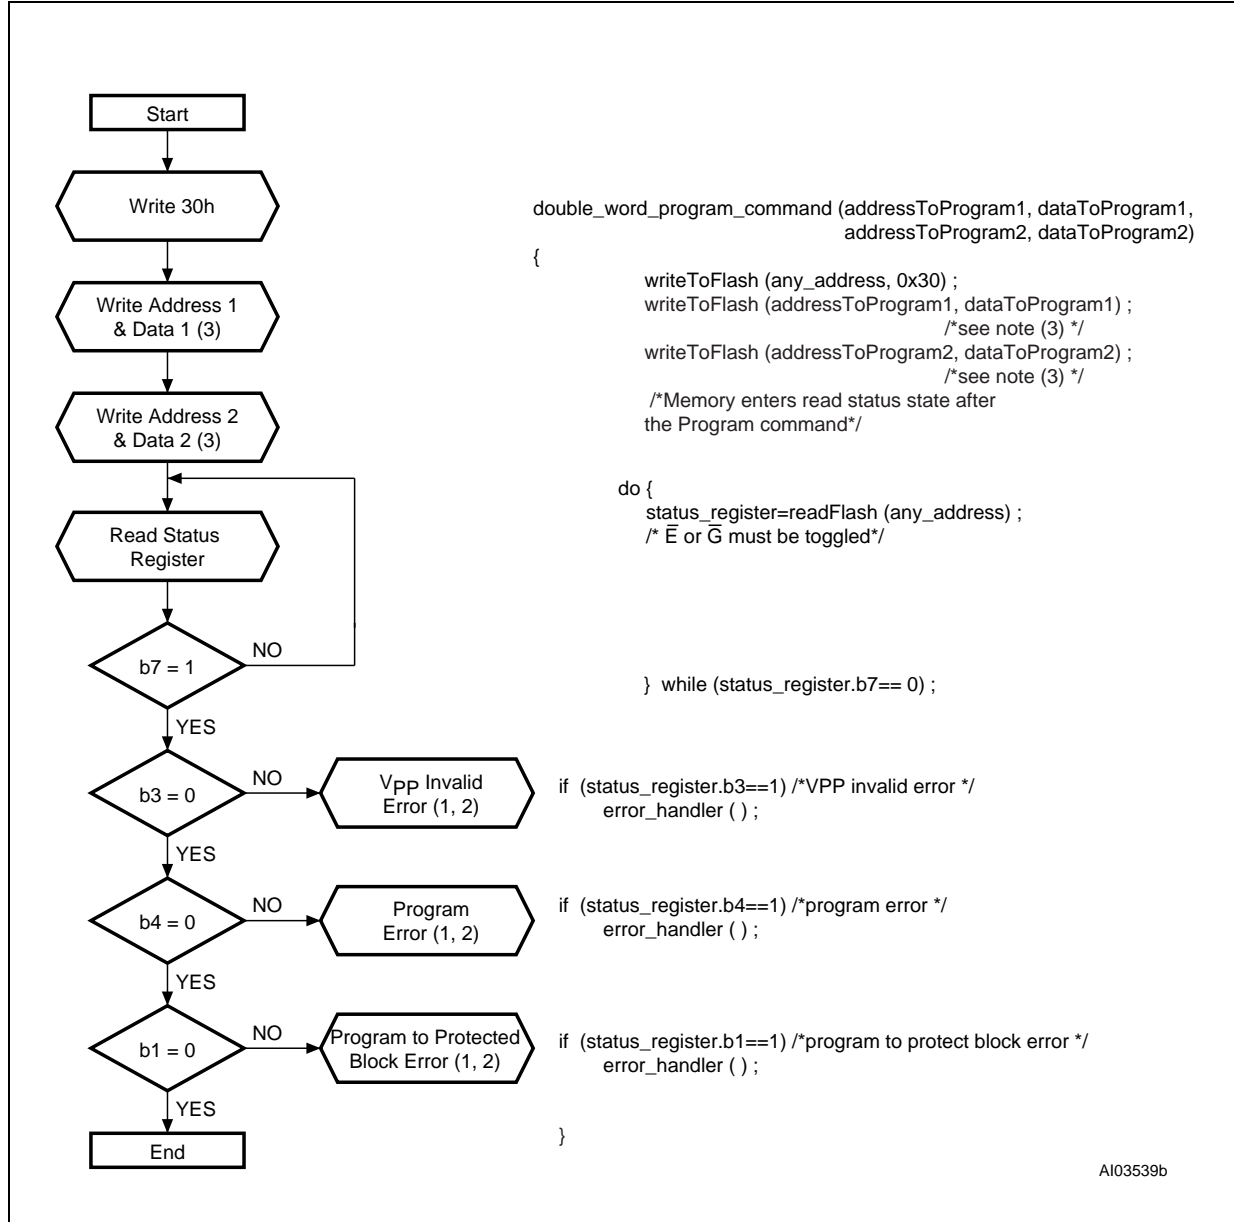 Start
Write 30h
Write Address 1
& Data 1 (3)
Write Address 2
& Data 2 (3)
Read Status
Register
b7 = 1
NO
YES
b3 = 0
NO
VPP Invalid
Error (1, 2)
YES
b4 = 0
NO
Program
Error (1, 2)
YES
b1 = 0
NO
Program to Protected
Block Error (1, 2)
YES
End
double_word_program_command (addressToProgram1, dataToProgram1,
addressToProgram2, dataToProgram2)
{
writeToFlash (any_address, 0x30) ;
writeToFlash (addressToProgram1, dataToProgram1) ;
/*see note (3) */
writeToFlash (addressToProgram2, dataToProgram2) ;
/*see note (3) */
/*Memory enters read status state after
the Program command*/
do {
status_register=readFlash (any_address) ;
/* E̅ or G̅ must be toggled*/
} while (status_register.b7== 0) ;
if (status_register.b3==1) /*VPP invalid error */
error_handler ( ) ;
if (status_register.b4==1) /*program error */
error_handler ( ) ;
if (status_register.b1==1) /*program to protect block error */
error_handler ( ) ;
}
AI03539b